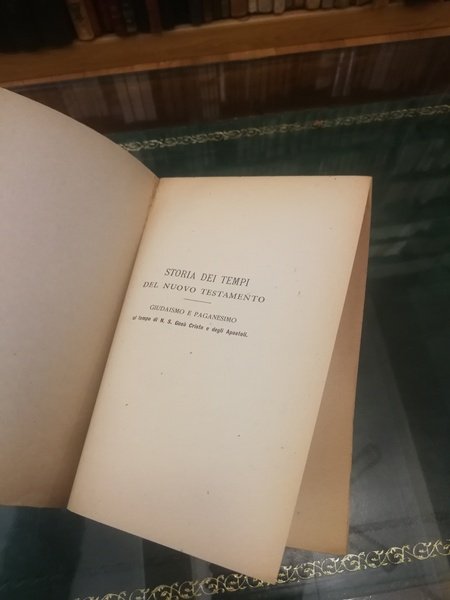 STORIA DEI TEMPI
DEL NUOVO TESTAMENTO
GIUDAISMO E PAGANESIMO
al tempo di N. S. Gesù Cristo e degli Apostoli.